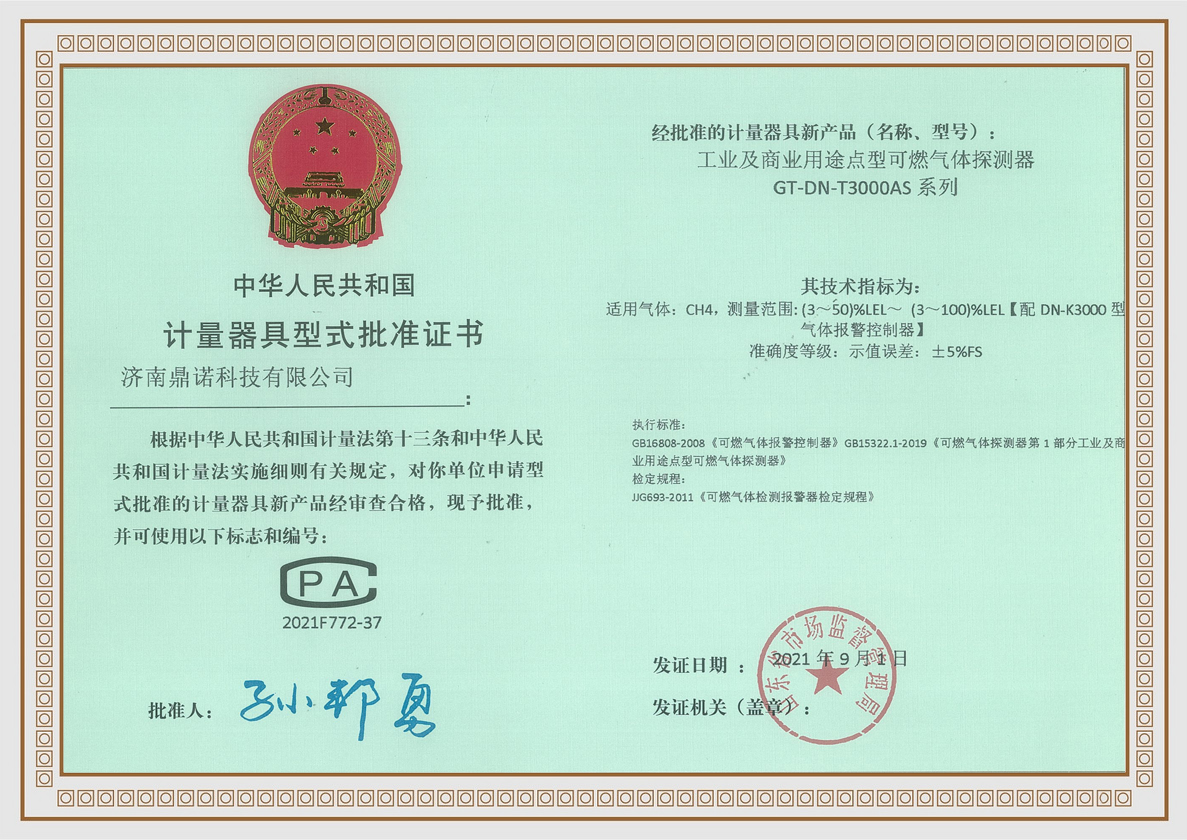 中华人民共和国
计量器具型式批准证书
济南鼎诺科技有限公司
:
根据中华人民共和国计量法第十三条和中华人民
共和国计量法实施细则有关规定，对你单位申请型
式批准的计量器具新产品经审查合格，现予批准，
并可使用以下标志和编号：
CPA
2021F772-37
批准人：
经批准的计量器具新产品（名称、型号）：
工业及商业用途点型可燃气体探测器
GT-DN-T3000AS 系列
其技术指标为：
适用气体：CH4，测量范围:(3～50)%LEL～ (3～100)%LEL【配 DN-K3000 型
气体报警控制器】
准确度等级：示值误差：±5%FS
执行标准：
GB16808-2008《可燃气体报警控制器》GB15322.1-2019《可燃气体探测器第 1 部分工业及商
业用途点型可燃气体探测器》
检定规程：
JJG693-2011《可燃气体检测报警器检定规程》
发证日期 ： 2021 年 9 月 1 日
发证机关（盖章）：
山东省市场监督管理局